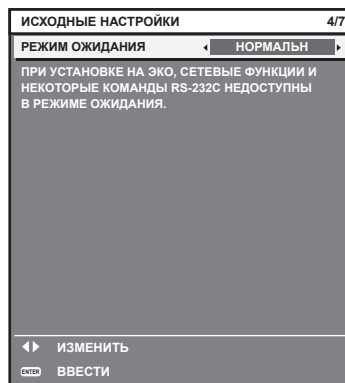 ИСХОДНЫЕ НАСТРОЙКИ 4/7
РЕЖИМ ОЖИДАНИЯ НОРМАЛЬН
ПРИ УСТАНОВКЕ НА ЭКО, СЕТЕВЫЕ ФУНКЦИИ И
НЕКОТОРЫЕ КОМАНДЫ RS-232C НЕДОСТУПНЫ
В РЕЖИМЕ ОЖИДАНИЯ.
ИЗМЕНИТЬ
ENTER ВВЕСТИ